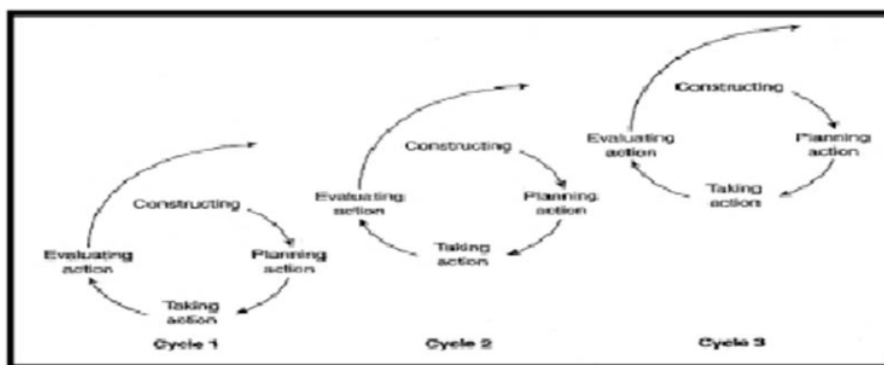 Constructing
Evaluating
action
Planning
action
Taking
action
Cycle 1
Constructing
Evaluating
action
Planning
action
Taking
action
Cycle 2
Constructing
Evaluating
action
Planning
action
Taking
action
Cycle 3